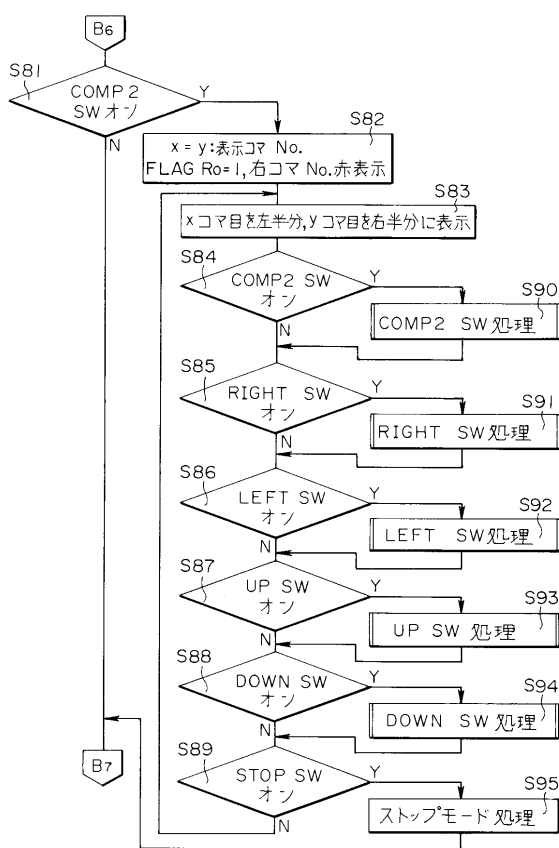 B6
S81
COMP2
SWオン
Y
N
S82
x=y:表示コマ No.
FLAG Ro=1,右コマ No.赤表示
S83
xコマ目を左半分,yコマ目を右半分に表示
S84
COMP2 SW
オン
Y
N
S90
COMP2 SW処理
S85
RIGHT SW
オン
Y
N
S91
RIGHT SW処理
S86
LEFT SW
オン
Y
N
S92
LEFT SW処理
S87
UP SW
オン
Y
N
S93
UP SW 処理
S88
DOWN SW
オン
Y
N
S94
DOWN SW処理
B7
S89
STOP SW
オン
Y
N
S95
ストップモード処理